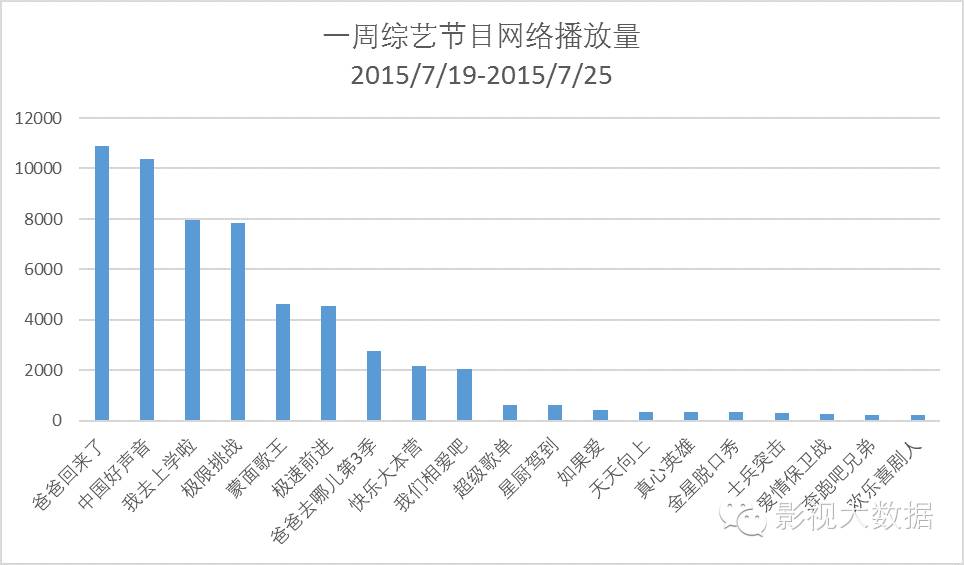 一周综艺节目网络播放量
2015/7/19-2015/7/25
12000
10000
8000
6000
4000
2000
0
爸爸回来了
中国好声音
我去上学啦
极限挑战
蒙面歌王
极速前进
爸爸去哪儿第3季
快乐大本营
我们相爱吧
超级歌单
星厨驾到
如果爱
天天向上
真心英雄
金星脱口秀
士兵突击
爱情保卫战
奔跑吧兄弟
欢乐喜剧人
影视大数据